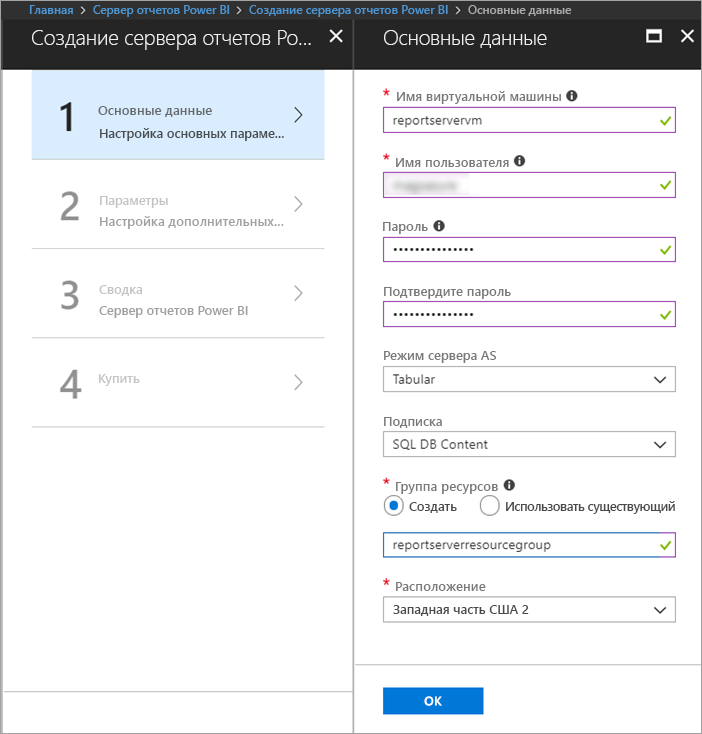 Главная > Сервер отчетов Power BI > Создание сервера отчетов Power BI > Основные данные
Создание сервера отчетов Po...
1
Основные данные
Настройка основных параме...
2
Параметры
Настройка дополнительных...
3
Сводка
Сервер отчетов Power BI
4
Купить
Основные данные
* Имя виртуальной машины
reportservervm
* Имя пользователя
Пароль
•••••••••••••••
Подтвердите пароль
•••••••••••••••
Режим сервера AS
Tabular
Подписка
SQL DB Content
* Группа ресурсов
Создать Использовать существующий
reportserverresourcegroup
* Расположение
Западная часть США 2
ОК